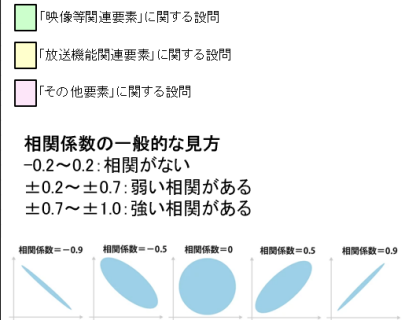 「映像等関連要素」に関する設問
「放送機能関連要素」に関する設問
「その他要素」に関する設問
相関係数の一般的な見方
-0.2～0.2：相関がない
±0.2～±0.7：弱い相関がある
±0.7～±1.0：強い相関がある
相関係数＝－0.9 相関係数＝－0.5 相関係数＝0 相関係数＝0.5 相関係数＝0.9